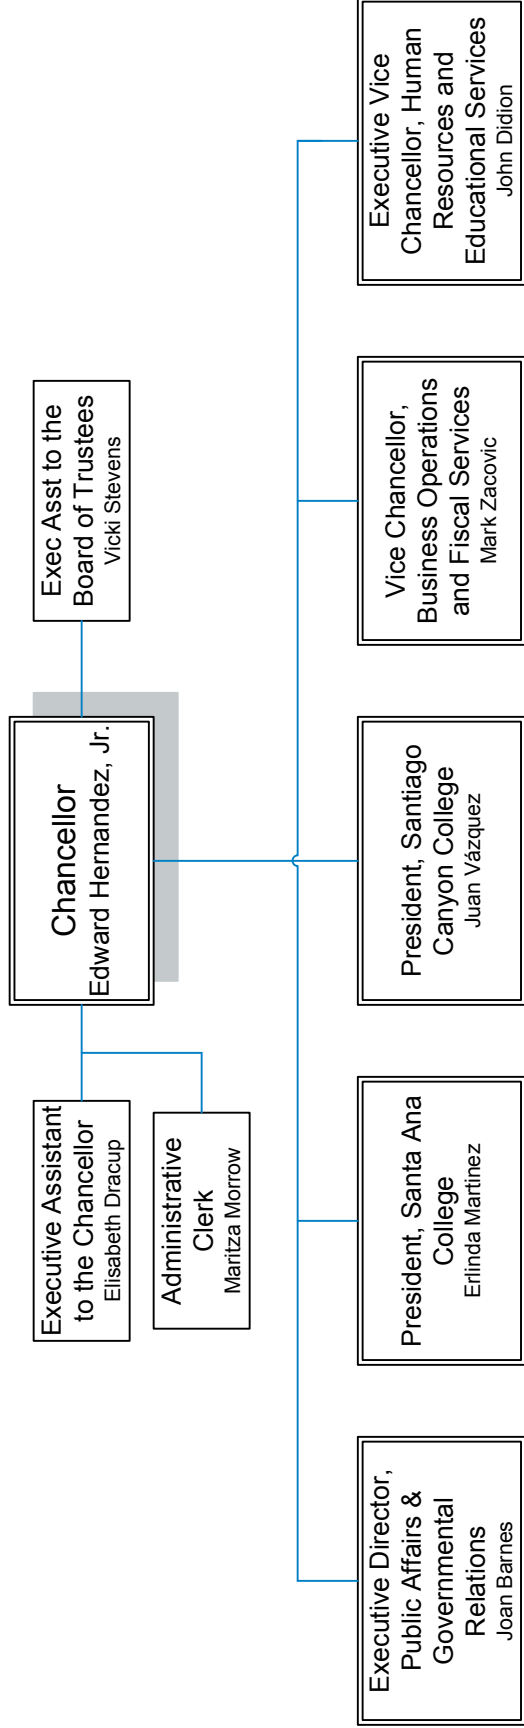 Chancellor
Edward Hernandez, Jr.
Executive Assistant
to the Chancellor
Elisabeth Dracup
Administrative
Clerk
Maritza Morrow
Exec Asst to the
Board of Trustees
Vicki Stevens
Executive Director,
Public Affairs &
Governmental
Relations
Joan Barnes
President, Santa Ana
College
Erlinda Martinez
President, Santiago
Canyon College
Juan Vázquez
Vice Chancellor,
Business Operations
and Fiscal Services
Mark Zacovic
Executive Vice
Chancellor, Human
Resources and
Educational Services
John Didion